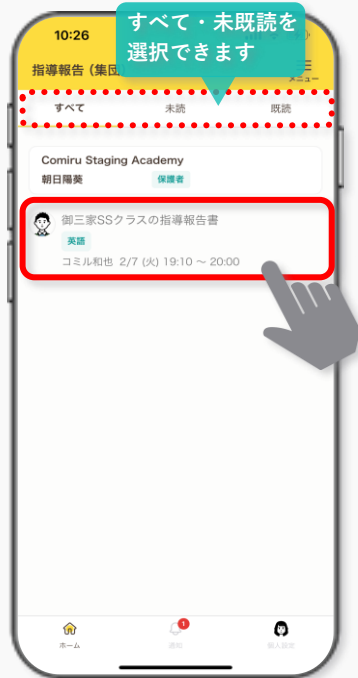 すべて・未既読を
選択できます
10:26
指導報告（集団
メニュー
すべて
未読
既読
Comiru Staging Academy
朝日陽葵
保護者
御三家SSクラスの指導報告書
英語
コミル和也 2/7 (火) 19:10 ～ 20:00
1
ホーム
通知
個人設定